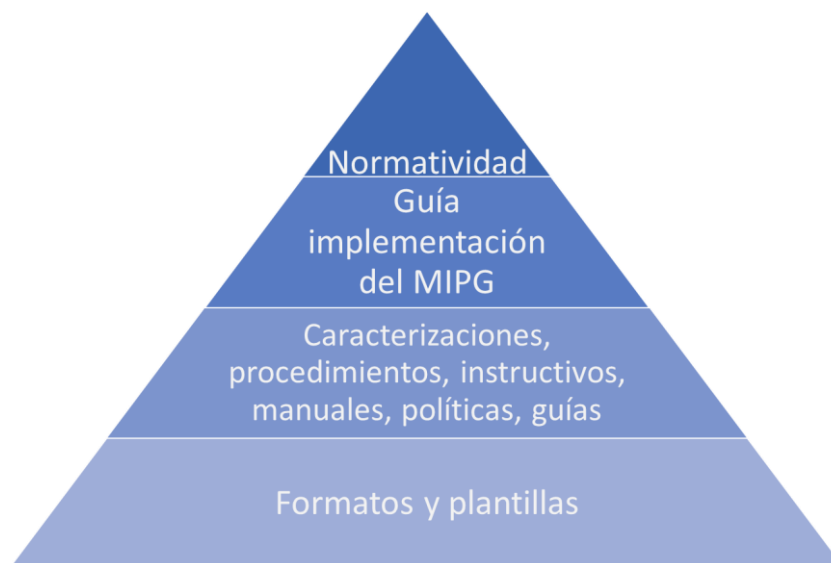 Normatividad
Guía
implementación
del MIPG
Caracterizaciones,
procedimientos, instructivos,
manuales, políticas, guías
Formatos y plantillas